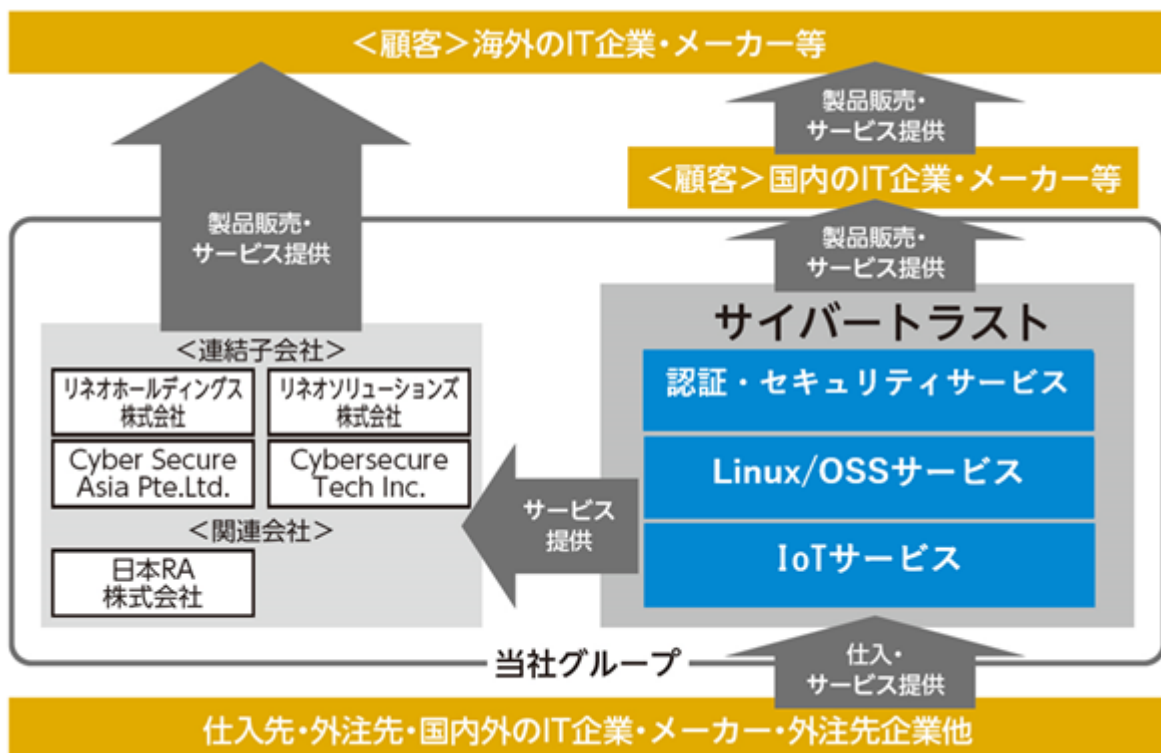 ＜顧客＞海外のIT企業・メーカー等
製品販売・
サービス提供
＜顧客＞国内のIT企業・メーカー等
製品販売・
サービス提供
製品販売・
サービス提供
＜連結子会社＞
リネオホールディングス
株式会社
リネオソリューションズ
株式会社
Cyber Secure
Asia Pte.Ltd.
Cybersecure
Tech Inc.
＜関連会社＞
日本RA
株式会社
サービス
提供
サイバートラスト
認証・セキュリティサービス
Linux/OSSサービス
IoTサービス
当社グループ
仕入・
サービス提供
仕入先・外注先・国内外のIT企業・メーカー・外注先企業他